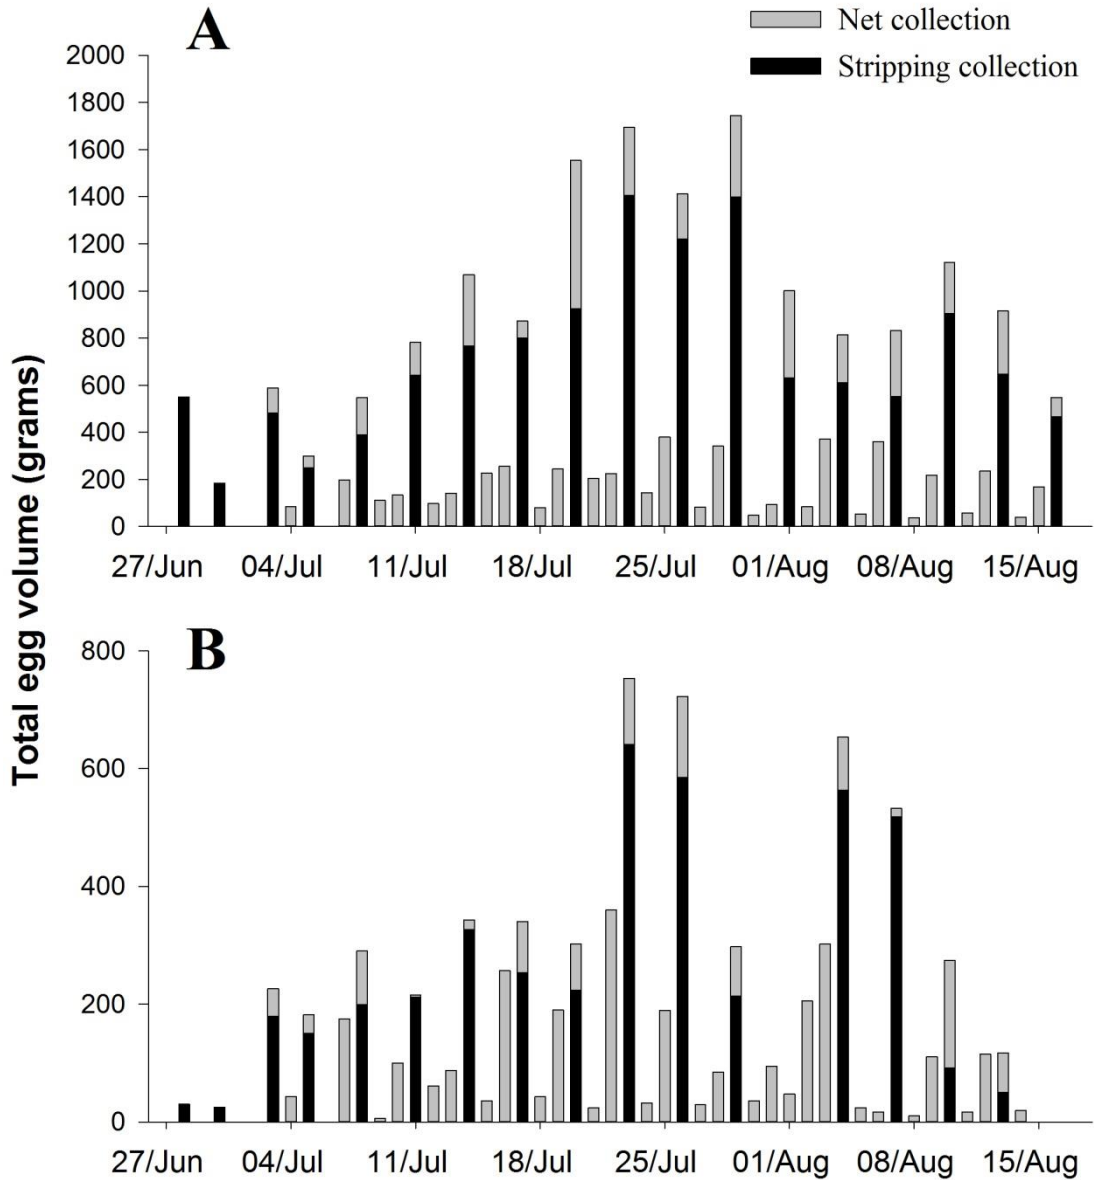 A
Net collection
Stripping collection
2000
1800
1600
1400
1200
1000
800
600
400
200
0
27/Jun 04/Jul 11/Jul 18/Jul 25/Jul 01/Aug 08/Aug 15/Aug
Total egg volume (grams)
B
800
600
400
200
0
27/Jun 04/Jul 11/Jul 18/Jul 25/Jul 01/Aug 08/Aug 15/Aug